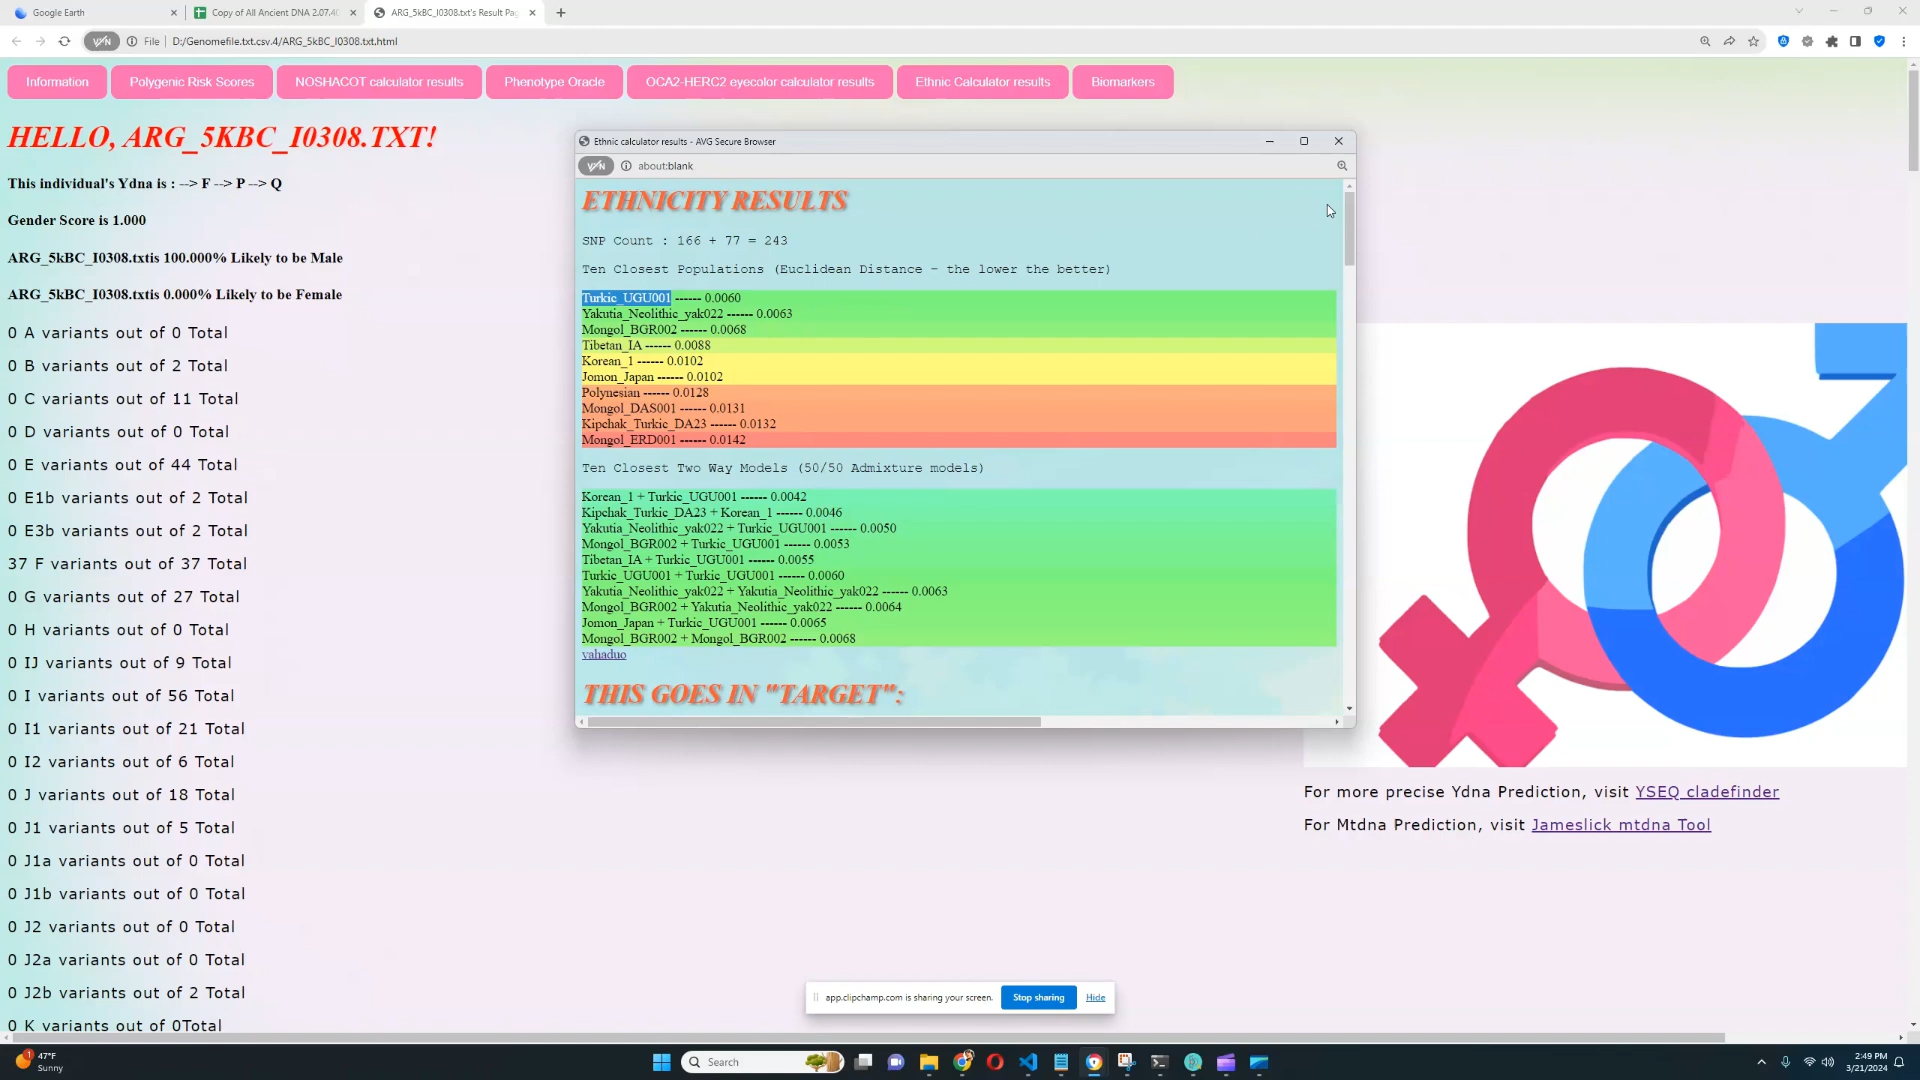 Google Earth
Copy of All Ancient DNA 2.07.40
ARG_5kBC_I0308.txt's Result Pag
VPN File D:/Genomefile.txt.csv.4/ARG_5kBC_I0308.txt.html
Information Polygenic Risk Scores NOSHACOT calculator results Phenotype Oracle OCA2-HERC2 eyecolor calculator results Ethnic Calculator results Biomarkers
HELLO, ARG_5KBC_I0308.TXT!
This individual's Ydna is : --> F --> P --> Q
Gender Score is 1.000
ARG_5kBC_I0308.txtis 100.000% Likely to be Male
ARG_5kBC_I0308.txtis 0.000% Likely to be Female
0 A variants out of 0 Total
0 B variants out of 2 Total
0 C variants out of 11 Total
0 D variants out of 0 Total
0 E variants out of 44 Total
0 E1b variants out of 2 Total
0 E3b variants out of 2 Total
37 F variants out of 37 Total
0 G variants out of 27 Total
0 H variants out of 0 Total
0 IJ variants out of 9 Total
0 I variants out of 56 Total
0 I1 variants out of 21 Total
0 I2 variants out of 6 Total
0 J variants out of 18 Total
0 J1 variants out of 5 Total
0 J1a variants out of 0 Total
0 J1b variants out of 0 Total
0 J2 variants out of 0 Total
0 J2a variants out of 0 Total
0 J2b variants out of 2 Total
0 K variants out of 0Total
Ethnic calculator results - AVG Secure Browser
VPN about:blank
ETHNICITY RESULTS
SNP Count : 166 + 77 = 243
Ten Closest Populations (Euclidean Distance - the lower the better)
Turkic_UGU001 ------ 0.0060
Yakutia_Neolithic_yak022 ------ 0.0063
Mongol_BGR002 ------ 0.0068
Tibetan_IA ------ 0.0088
Korean_1 ------ 0.0102
Jomon_Japan ------ 0.0102
Polynesian ------ 0.0128
Mongol_DAS001 ------ 0.0131
Kipchak_Turkic_DA23 ------ 0.0132
Mongol_ERD001 ------ 0.0142
Ten Closest Two Way Models (50/50 Admixture models)
Korean_1 + Turkic_UGU001 ------ 0.0042
Kipchak_Turkic_DA23 + Korean_1 ------ 0.0046
Yakutia_Neolithic_yak022 + Turkic_UGU001 ------ 0.0050
Mongol_BGR002 + Turkic_UGU001 ------ 0.0053
Tibetan_IA + Turkic_UGU001 ------ 0.0055
Turkic_UGU001 + Turkic_UGU001 ------ 0.0060
Yakutia_Neolithic_yak022 + Yakutia_Neolithic_yak022 ------ 0.0063
Mongol_BGR002 + Yakutia_Neolithic_yak022 ------ 0.0064
Jomon_Japan + Turkic_UGU001 ------ 0.0065
Mongol_BGR002 + Mongol_BGR002 ------ 0.0068
vahaduo
THIS GOES IN "TARGET":
For more precise Ydna Prediction, visit YSEQ cladefinder
For Mtdna Prediction, visit Jameslick mtdna Tool
app.clipchamp.com is sharing your screen. Stop sharing Hide
1 47°F
Sunny
Search
2:49 PM
3/21/2024